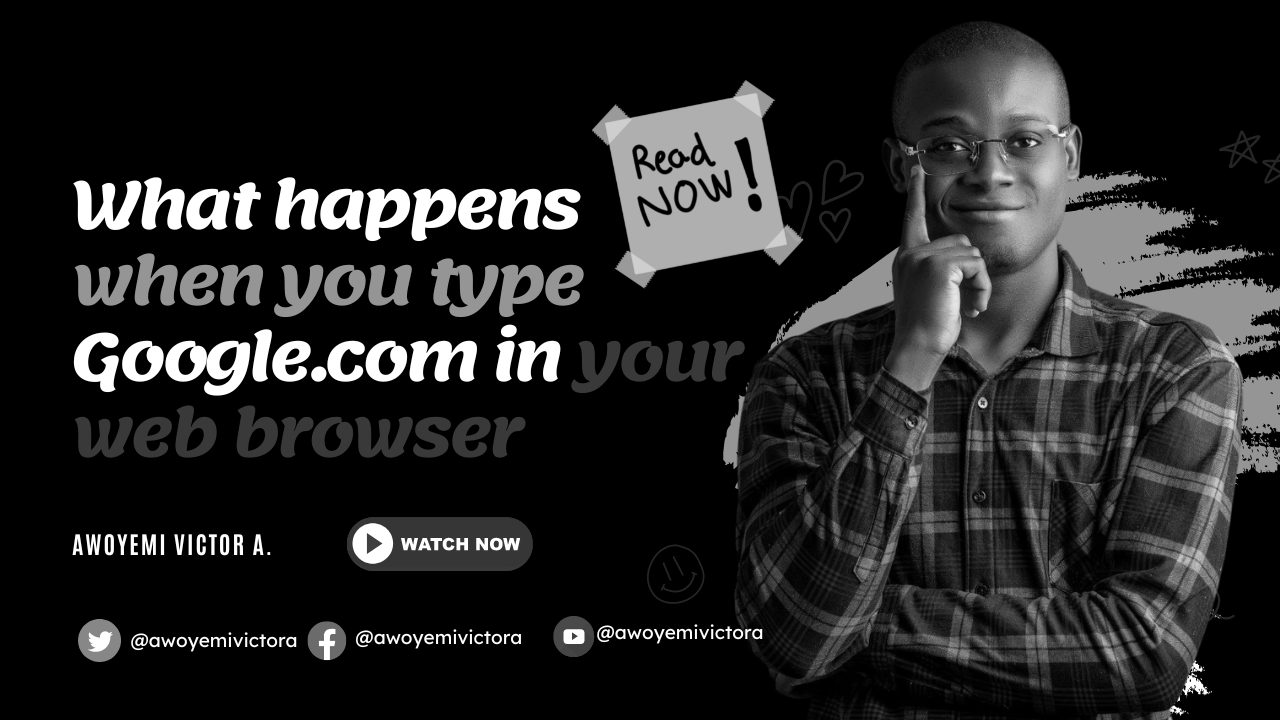 Read
NOW!
What happens
when you type
Google.com in your
web browser
AWOYEMI VICTOR A.
WATCH NOW
@awoyemivictora
@awoyemivictora
@awoyemivictora